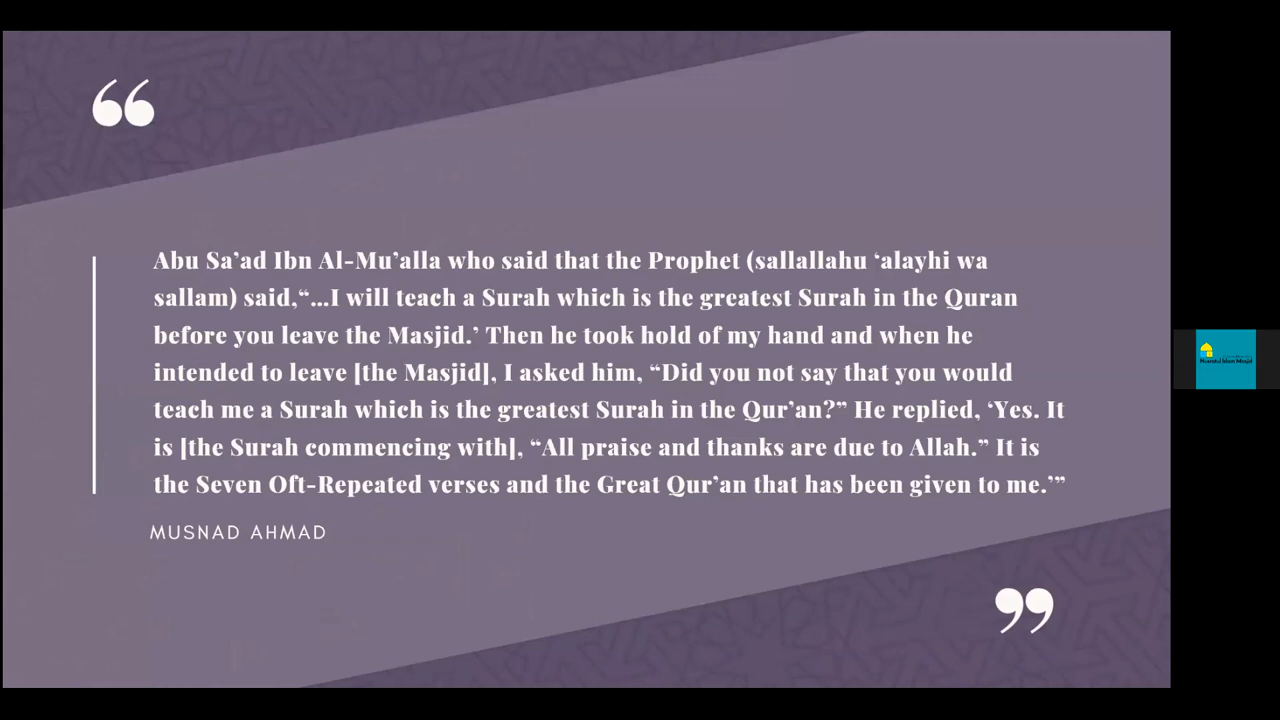 “
Abu Sa’ad Ibn Al-Mu’alla who said that the Prophet (sallallahu ‘alayhi wa
sallam) said,“...I will teach a Surah which is the greatest Surah in the Quran
before you leave the Masjid.’ Then he took hold of my hand and when he
intended to leave [the Masjid], I asked him, “Did you not say that you would
teach me a Surah which is the greatest Surah in the Qur’an?” He replied, ‘Yes. It
is [the Surah commencing with], “All praise and thanks are due to Allah.” It is
the Seven Oft-Repeated verses and the Great Qur’an that has been given to me.’”
MUSNAD AHMAD
”
Islam Masjid